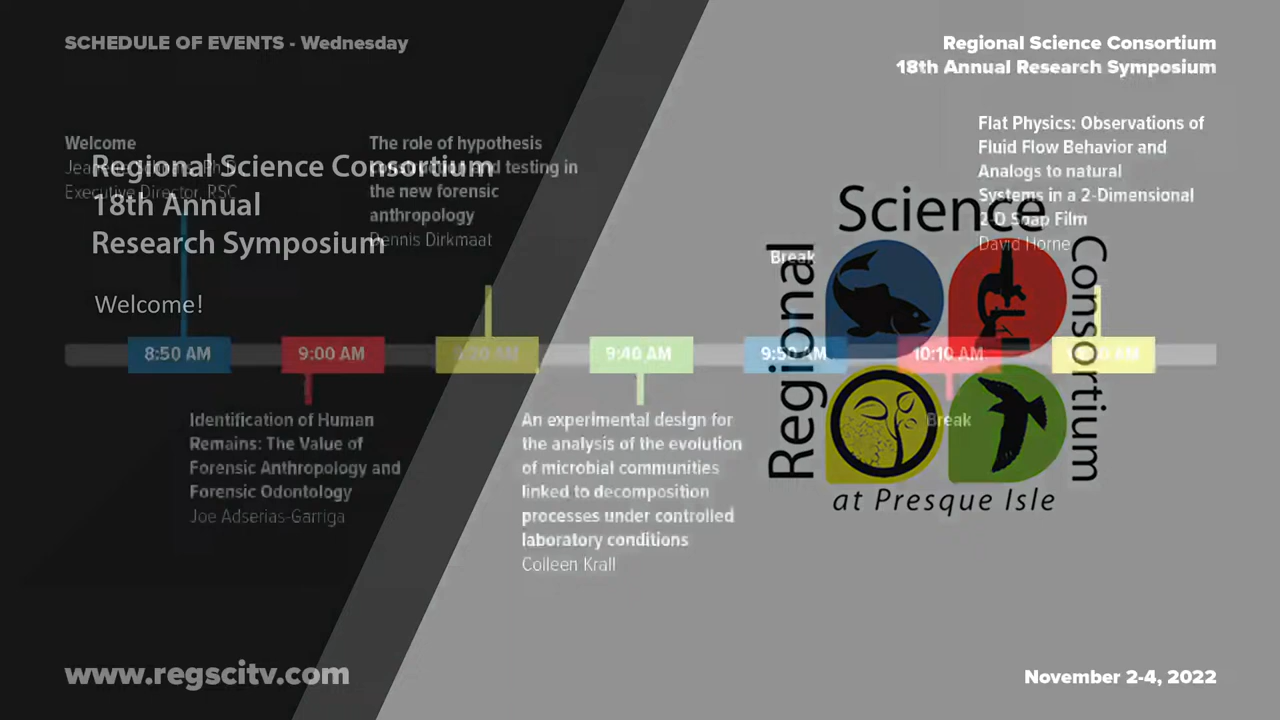 SCHEDULE OF EVENTS - Wednesday
Regional Science Consortium
18th Annual Research Symposium
Welcome
Executive Director, RSC
The role of hypothesis
construction and testing in
the new forensic
anthropology
Dennis Dirkmaat
Flat Physics: Observations of
Fluid Flow Behavior and
Analogs to natural
Systems in a 2-Dimensional
2-D Soap Film
David Horne
Regional Science Consortium
18th Annual
Research Symposium
Welcome!
Break
8:50 AM
9:00 AM
9:40 AM
9:50 AM
10:10 AM
Identification of Human
Remains: The Value of
Forensic Anthropology and
Forensic Odontology
Joe Adserias-Garriga
An experimental design for
the analysis of the evolution
of microbial communities
linked to decomposition
processes under controlled
laboratory conditions
Colleen Krall
Break
Regional
Science
Consortium
at Presque Isle
www.regscitv.com
November 2-4, 2022